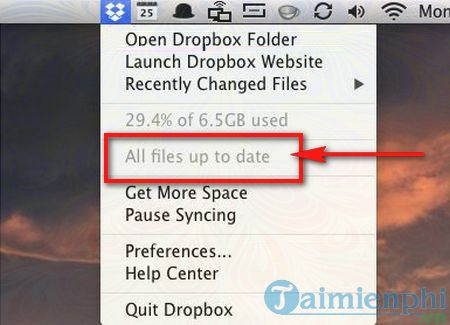 25
Mon
Open Dropbox Folder
Launch Dropbox Website
Recently Changed Files
29.4% of 6.5GB used
All files up to date
Get More Space
Pause Syncing
Preferences...
Help Center
Quit Dropbox
Taimienphi
.vn